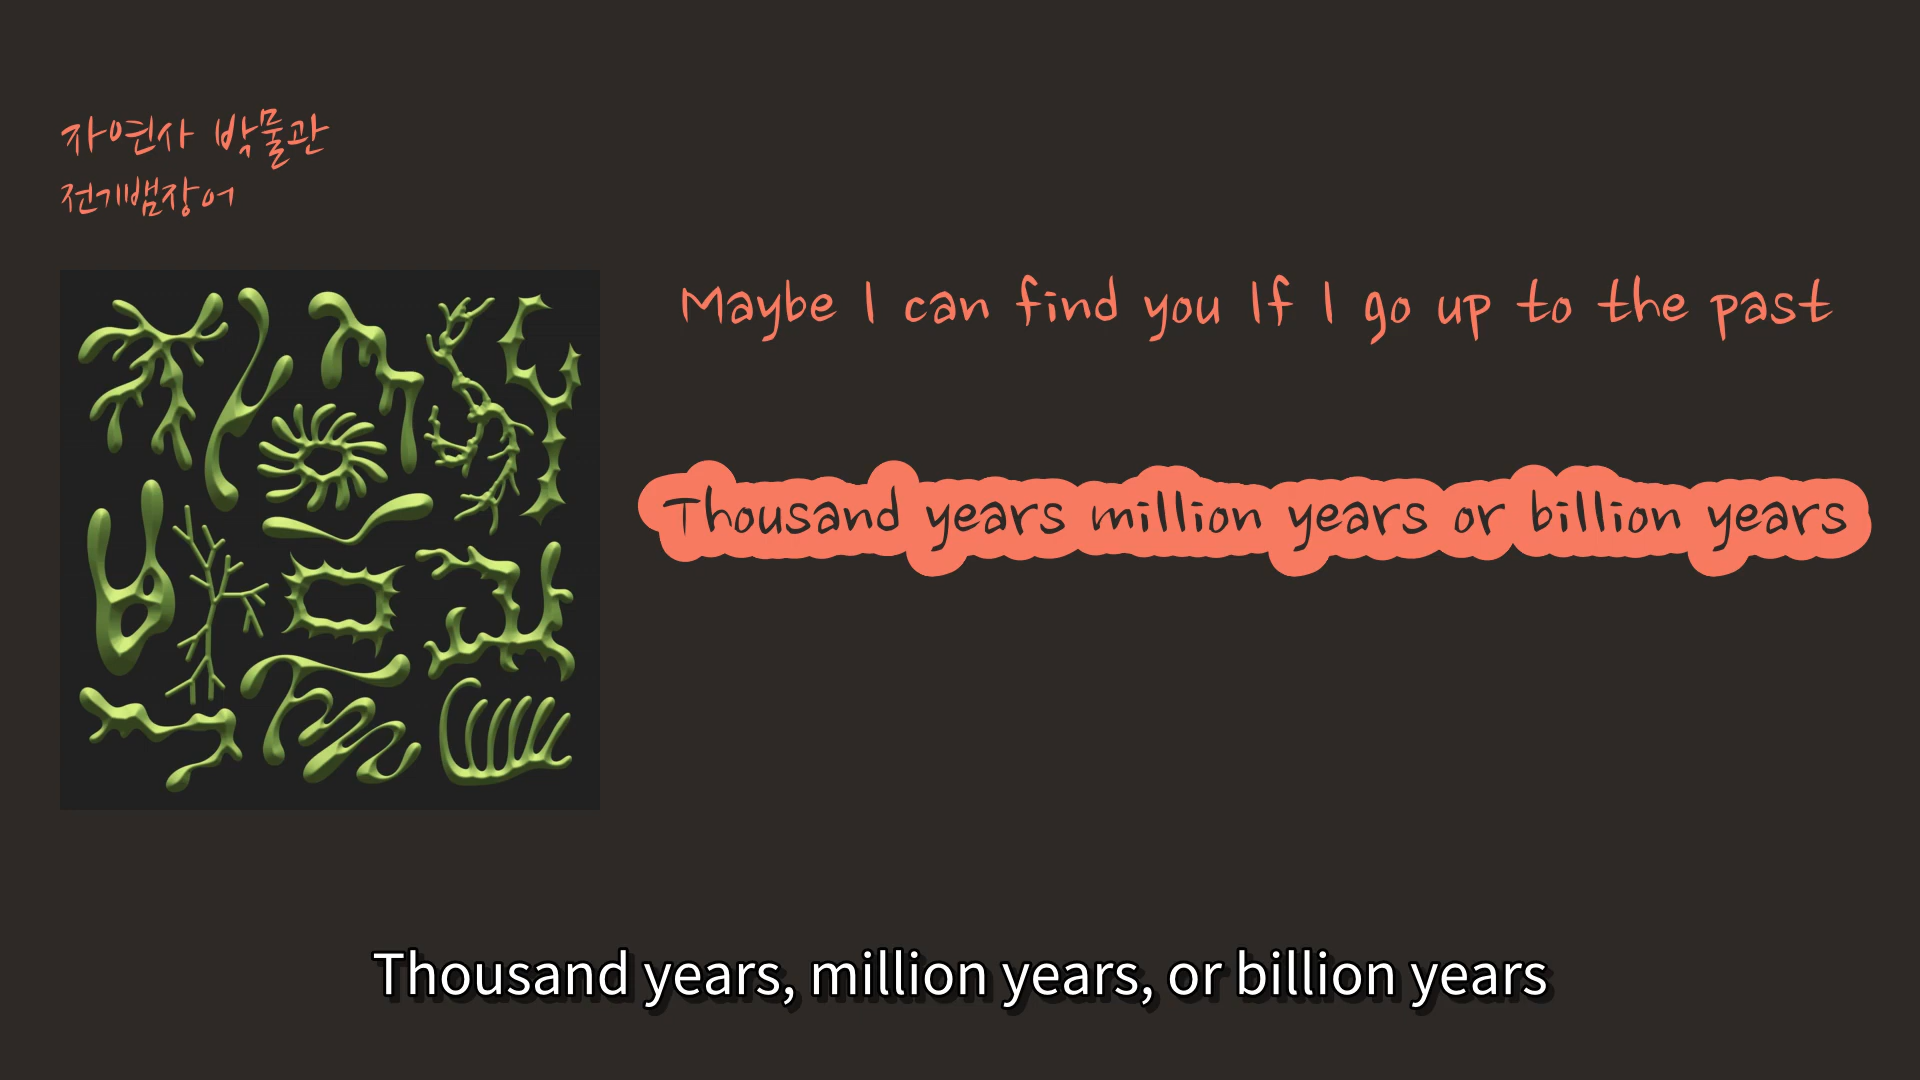 자연사 박물관
전기뱀장어
Maybe I can find you If I go up to the past
Thousand years million years or billion years
Thousand years, million years, or billion years